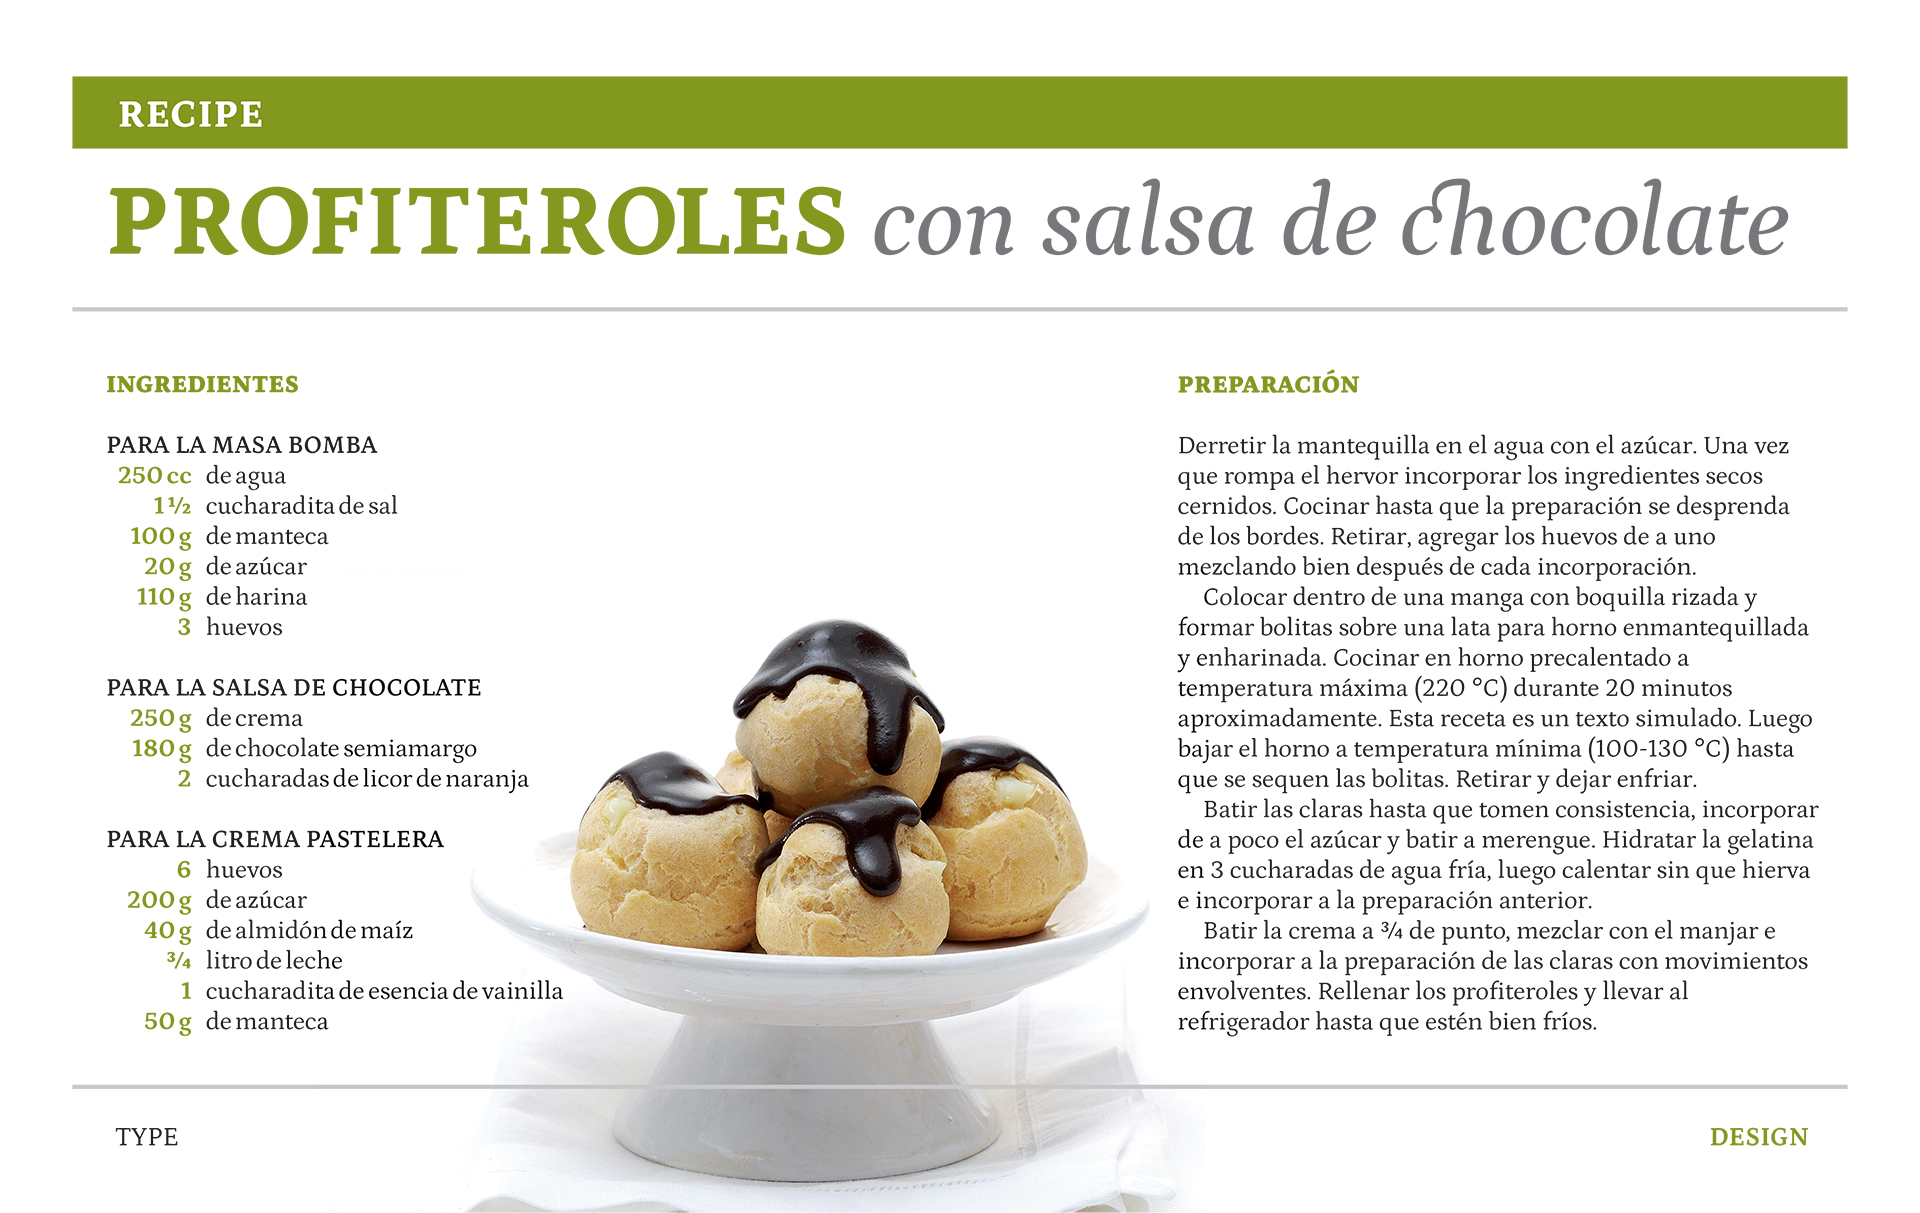 RECIPE
PROFITEROLES con salsa de chocolate
INGREDIENTES
PARA LA MASA BOMBA
250 cc de agua
1 ½ cucharadita de sal
100 g de manteca
20 g de azúcar
110 g de harina
3 huevos
PARA LA SALSA DE CHOCOLATE
250 g de crema
180 g de chocolate semiamargo
2 cucharadas de licor de naranja
PARA LA CREMA PASTELERA
6 huevos
200 g de azúcar
40 g de almidón de maíz
¾ litro de leche
1 cucharadita de esencia de vainilla
50 g de manteca
PREPARACIÓN
Derretir la mantequilla en el agua con el azúcar. Una vez
que rompa el hervor incorporar los ingredientes secos
cernidos. Cocinar hasta que la preparación se desprenda
de los bordes. Retirar, agregar los huevos de a uno
mezclando bien después de cada incorporación.
Colocar dentro de una manga con boquilla rizada y
formar bolitas sobre una lata para horno enmantequillada
y enharinada. Cocinar en horno precalentado a
temperatura máxima (220 °C) durante 20 minutos
aproximadamente. Esta receta es un texto simulado. Luego
bajar el horno a temperatura mínima (100-130 °C) hasta
que se sequen las bolitas. Retirar y dejar enfriar.
Batir las claras hasta que tomen consistencia, incorporar
de a poco el azúcar y batir a merengue. Hidratar la gelatina
en 3 cucharadas de agua fría, luego calentar sin que hierva
e incorporar a la preparación anterior.
Batir la crema a ¾ de punto, mezclar con el manjar e
incorporar a la preparación de las claras con movimientos
envolventes. Rellenar los profiteroles y llevar al
refrigerador hasta que estén bien fríos.
TYPE
DESIGN